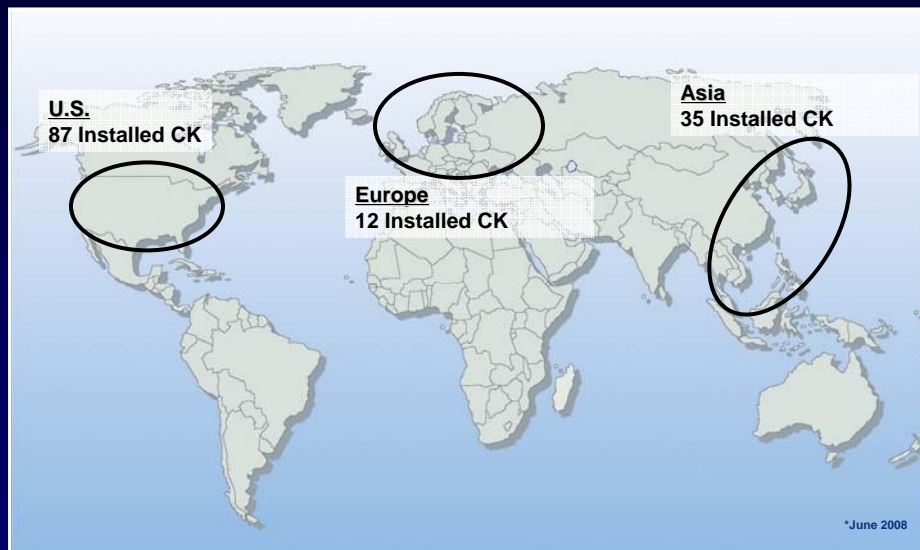 U.S.
87 Installed CK
Asia
35 Installed CK
Europe
12 Installed CK
*June 2008